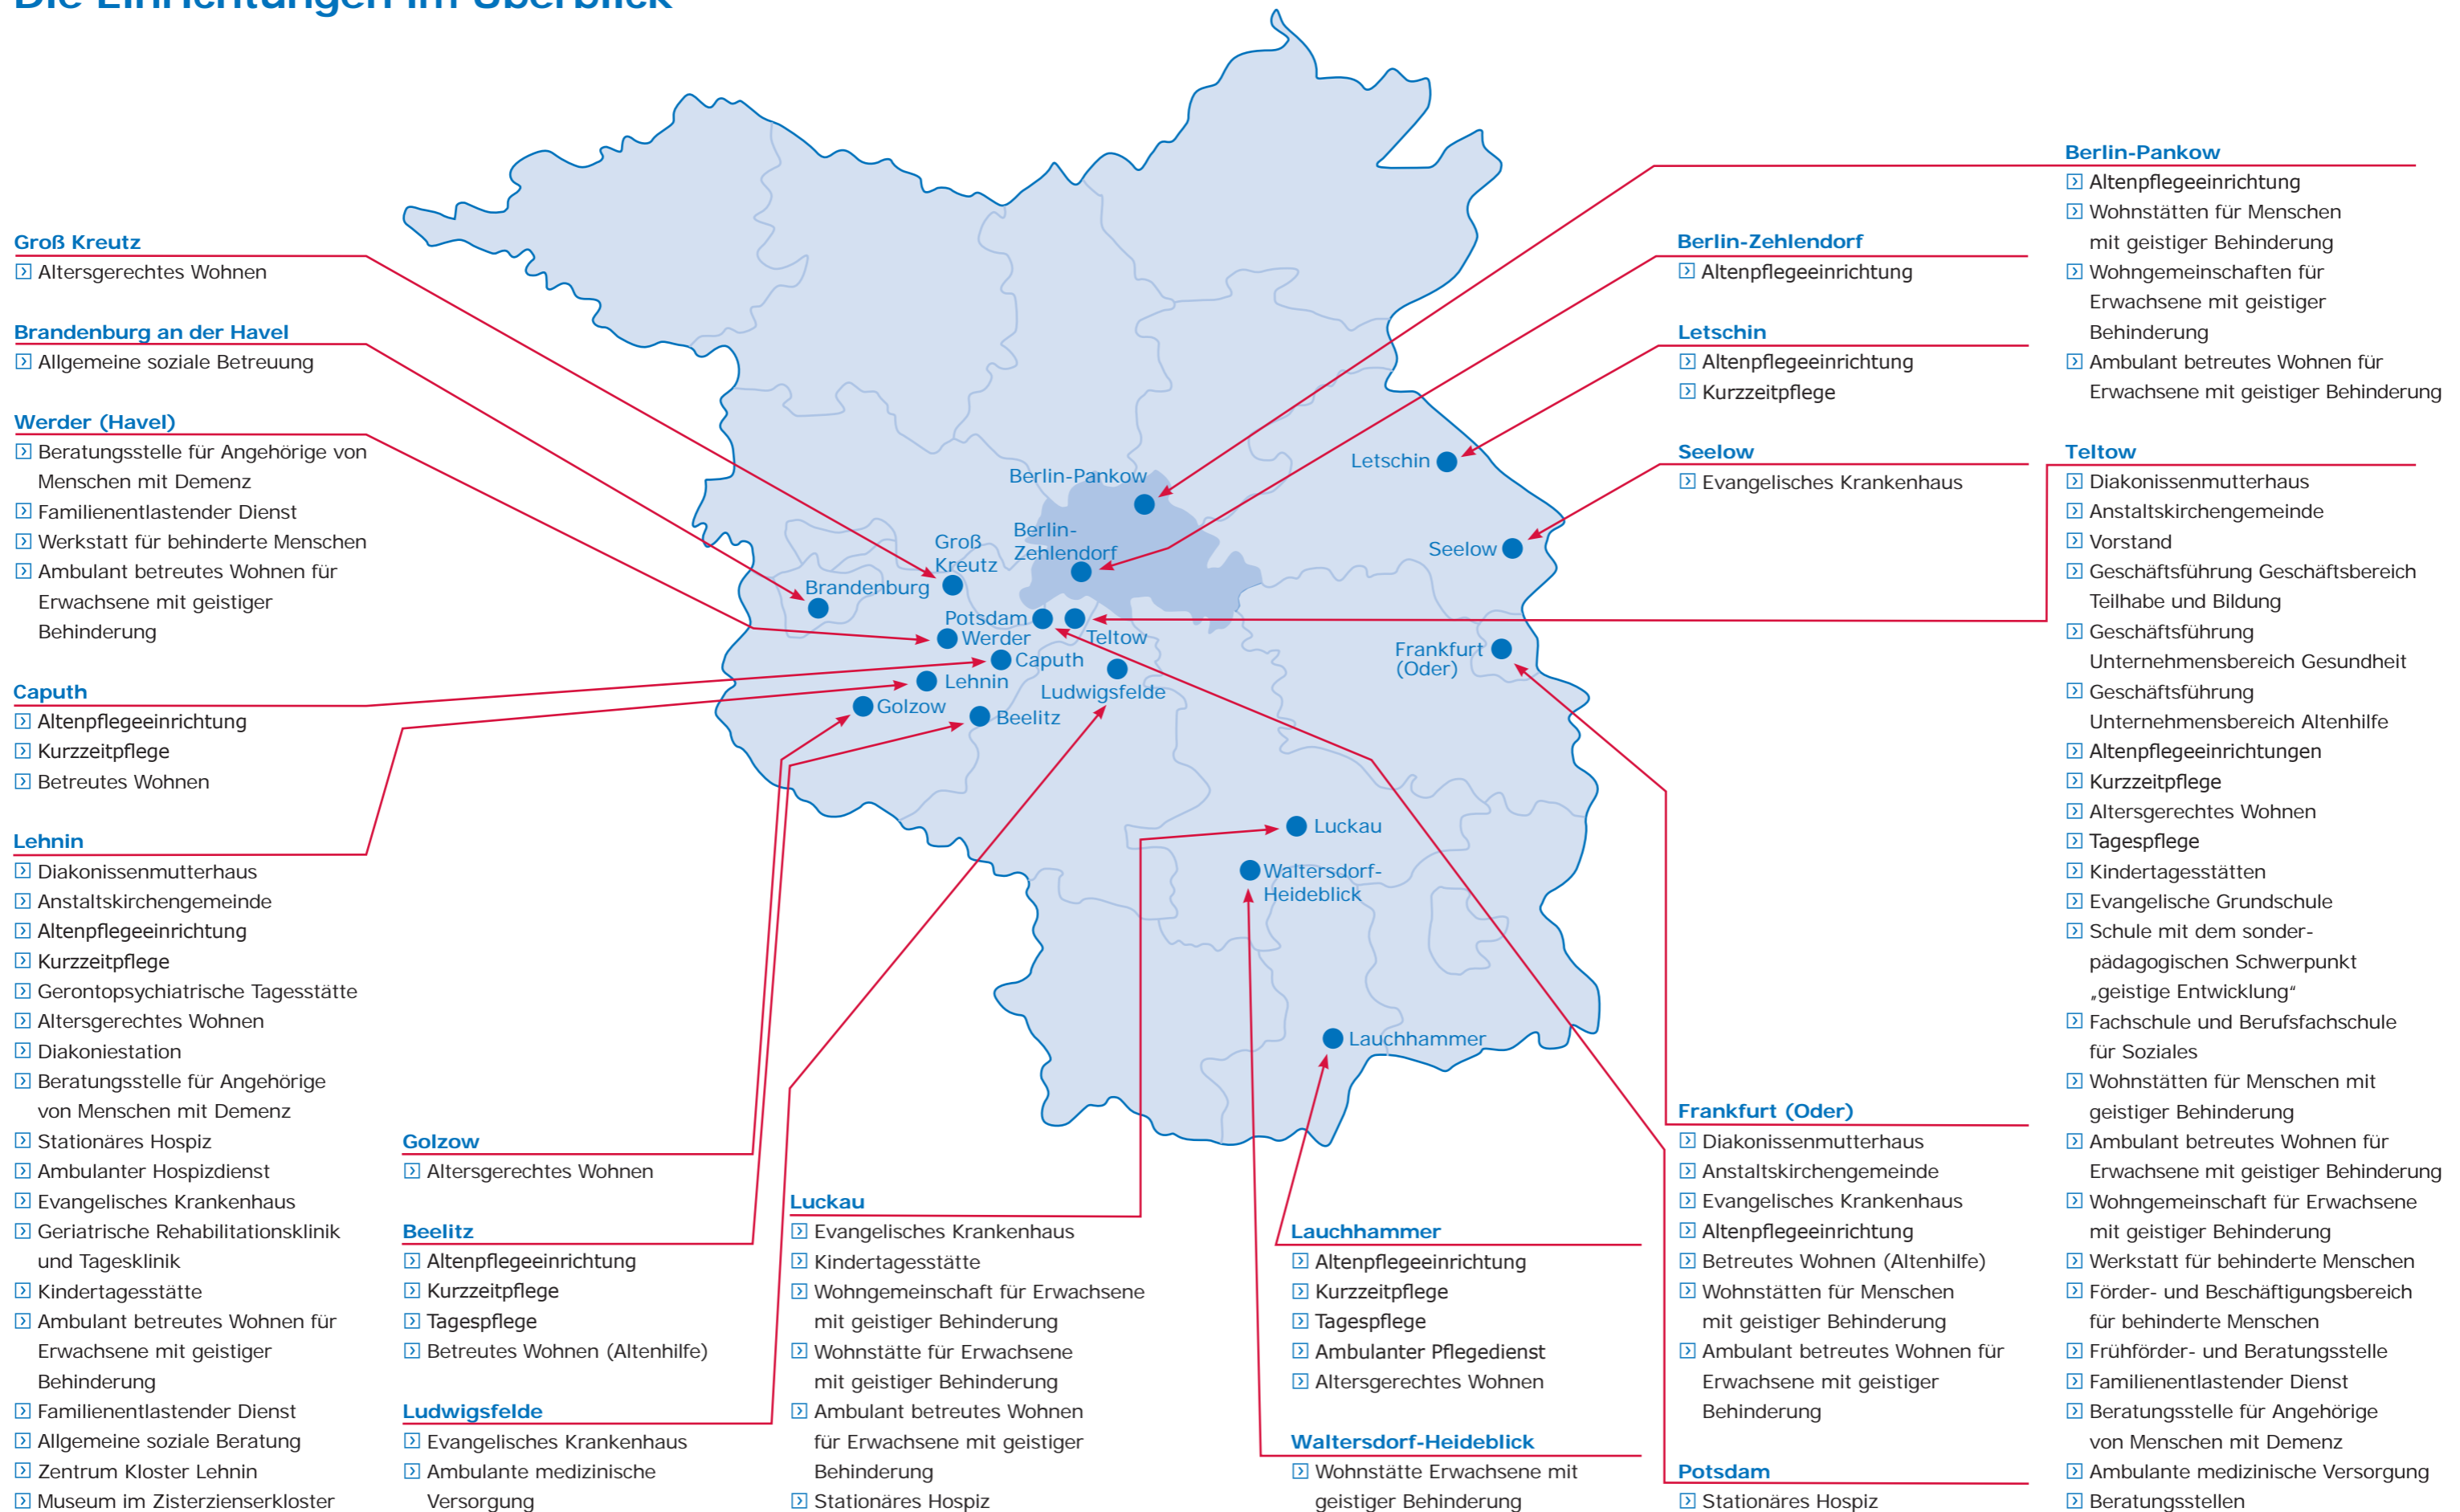 Die Einrichtungen im Überblick
Groß Kreutz
Altersgerechtes Wohnen
Brandenburg an der Havel
Allgemeine soziale Betreuung
Werder (Havel)
Beratungsstelle für Angehörige von
Menschen mit Demenz
Familienentlastender Dienst
Werkstatt für behinderte Menschen
Ambulant betreutes Wohnen für
Erwachsene mit geistiger
Behinderung
Caputh
Altenpflegeeinrichtung
Kurzzeitpflege
Betreutes Wohnen
Lehnin
Diakonissenmutterhaus
Anstaltskirchengemeinde
Altenpflegeeinrichtung
Kurzzeitpflege
Gerontopsychiatrische Tagesstätte
Altersgerechtes Wohnen
Diakoniestation
Beratungsstelle für Angehörige
von Menschen mit Demenz
Stationäres Hospiz
Ambulanter Hospizdienst
Evangelisches Krankenhaus
Geriatrische Rehabilitationsklinik
und Tagesklinik
Kindertagesstätte
Ambulant betreutes Wohnen für
Erwachsene mit geistiger
Behinderung
Familienentlastender Dienst
Allgemeine soziale Beratung
Zentrum Kloster Lehnin
Museum im Zisterzienserkloster
Golzow
Altersgerechtes Wohnen
Beelitz
Altenpflegeeinrichtung
Kurzzeitpflege
Tagespflege
Betreutes Wohnen (Altenhilfe)
Ludwigsfelde
Evangelisches Krankenhaus
Ambulante medizinische
Versorgung
Berlin-Pankow
Berlin-
Zehlendorf
Groß
Kreutz
Brandenburg
Potsdam
Werder
Teltow
Caputh
Lehnin
Ludwigsfelde
Golzow
Beelitz
Letschin
Seelow
Frankfurt
(Oder)
Luckau
Waltersdorf-
Heideblick
Lauchhammer
Luckau
Evangelisches Krankenhaus
Kindertagesstätte
Wohngemeinschaft für Erwachsene
mit geistiger Behinderung
Wohnstätte für Erwachsene
mit geistiger Behinderung
Ambulant betreutes Wohnen
für Erwachsene mit geistiger
Behinderung
Stationäres Hospiz
Lauchhammer
Altenpflegeeinrichtung
Kurzzeitpflege
Tagespflege
Ambulanter Pflegedienst
Altersgerechtes Wohnen
Waltersdorf-Heideblick
Wohnstätte Erwachsene mit
geistiger Behinderung
Berlin-Zehlendorf
Altenpflegeeinrichtung
Letschin
Altenpflegeeinrichtung
Kurzzeitpflege
Seelow
Evangelisches Krankenhaus
Frankfurt (Oder)
Diakonissenmutterhaus
Anstaltskirchengemeinde
Evangelisches Krankenhaus
Altenpflegeeinrichtung
Betreutes Wohnen (Altenhilfe)
Wohnstätten für Menschen
mit geistiger Behinderung
Ambulant betreutes Wohnen für
Erwachsene mit geistiger
Behinderung
Potsdam
Stationäres Hospiz
Berlin-Pankow
Altenpflegeeinrichtung
Wohnstätten für Menschen
mit geistiger Behinderung
Wohngemeinschaften für
Erwachsene mit geistiger
Behinderung
Ambulant betreutes Wohnen für
Erwachsene mit geistiger Behinderung
Teltow
Diakonissenmutterhaus
Anstaltskirchengemeinde
Vorstand
Geschäftsführung Geschäftsbereich
Teilhabe und Bildung
Geschäftsführung
Unternehmensbereich Gesundheit
Geschäftsführung
Unternehmensbereich Altenhilfe
Altenpflegeeinrichtungen
Kurzzeitpflege
Altersgerechtes Wohnen
Tagespflege
Kindertagesstätten
Evangelische Grundschule
Schule mit dem sonder-
pädagogischen Schwerpunkt
„geistige Entwicklung“
Fachschule und Berufsfachschule
für Soziales
Wohnstätten für Menschen mit
geistiger Behinderung
Ambulant betreutes Wohnen für
Erwachsene mit geistiger Behinderung
Wohngemeinschaft für Erwachsene
mit geistiger Behinderung
Werkstatt für behinderte Menschen
Förder- und Beschäftigungsbereich
für behinderte Menschen
Frühförder- und Beratungsstelle
Familienentlastender Dienst
Beratungsstelle für Angehörige
von Menschen mit Demenz
Ambulante medizinische Versorgung
Beratungsstellen